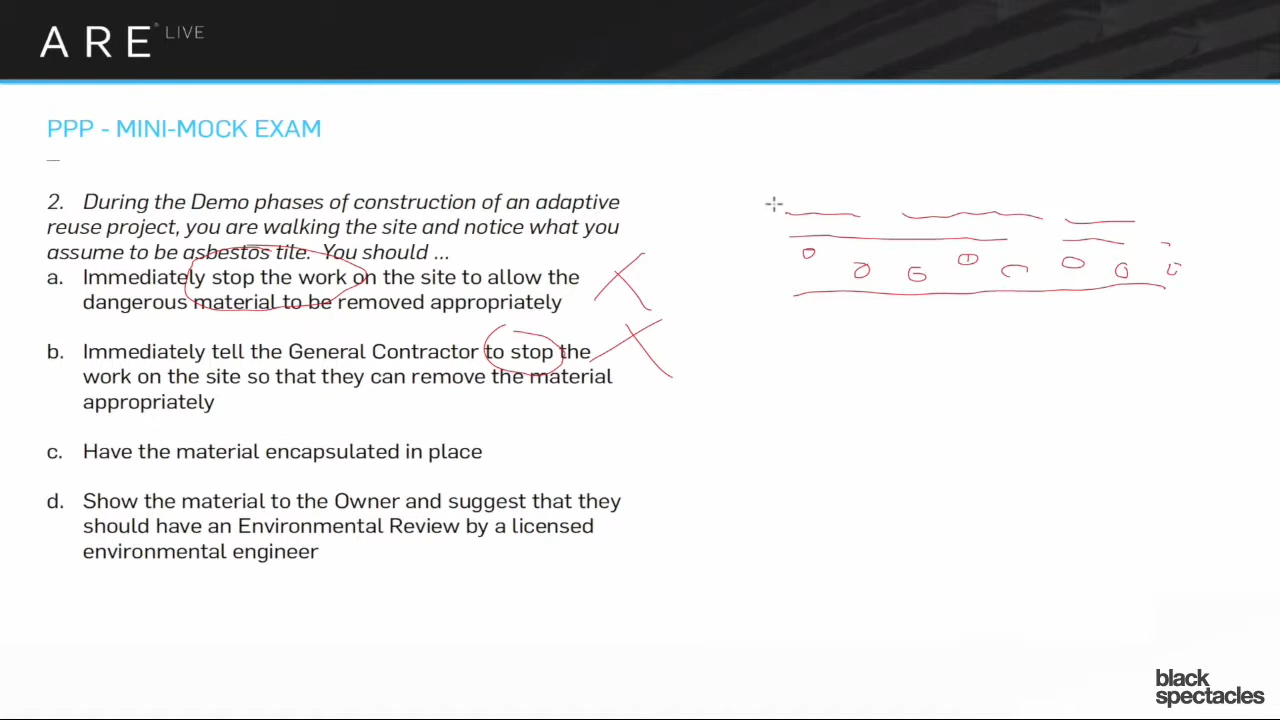 ARE® LIVE
PPP - MINI-MOCK EXAM
2. During the Demo phases of construction of an adaptive
reuse project, you are walking the site and notice what you
assume to be asbestos tile. You should ...
a. Immediately stop the work on the site to allow the
dangerous material to be removed appropriately
b. Immediately tell the General Contractor to stop the
work on the site so that they can remove the material
appropriately
c. Have the material encapsulated in place
d. Show the material to the Owner and suggest that they
should have an Environmental Review by a licensed
environmental engineer
black
spectacles